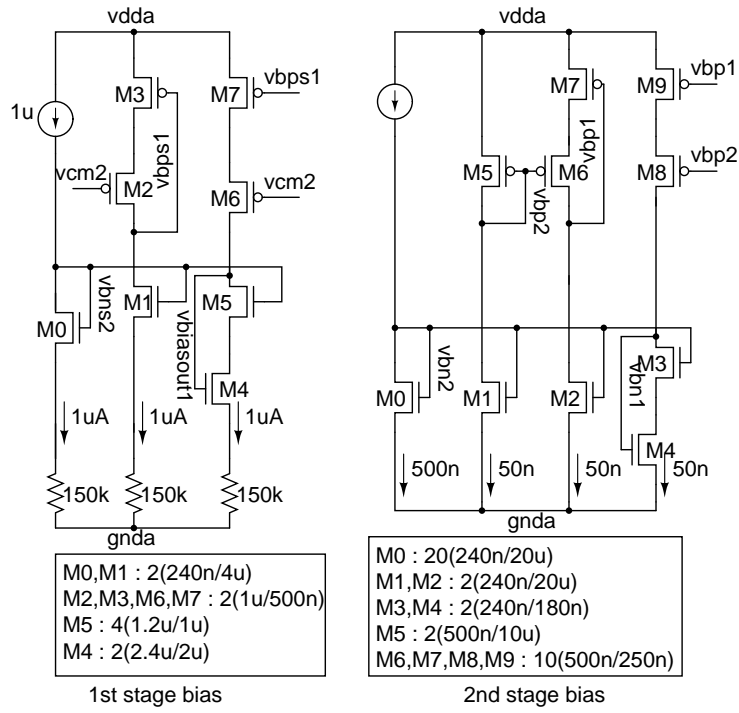 vdda
M3
M7
vbps1
1u
vbps1
vcm2
M2
vcm2
M6
vbns2
M0
M1
vbiasout1
M5
M4
1uA
1uA
1uA
150k
150k
150k
gnda
M0,M1 : 2(240n/4u)
M2,M3,M6,M7 : 2(1u/500n)
M5 : 4(1.2u/1u)
M4 : 2(2.4u/2u)
1st stage bias
vdda
M7
M9
vbp1
vbp1
M5
M6
M8
vbp2
vbp2
M0
vbn2
M1
M2
vbn1
M3
M4
500n
50n
50n
50n
gnda
M0 : 20(240n/20u)
M1,M2 : 2(240n/20u)
M3,M4 : 2(240n/180n)
M5 : 2(500n/10u)
M6,M7,M8,M9 : 10(500n/250n)
2nd stage bias